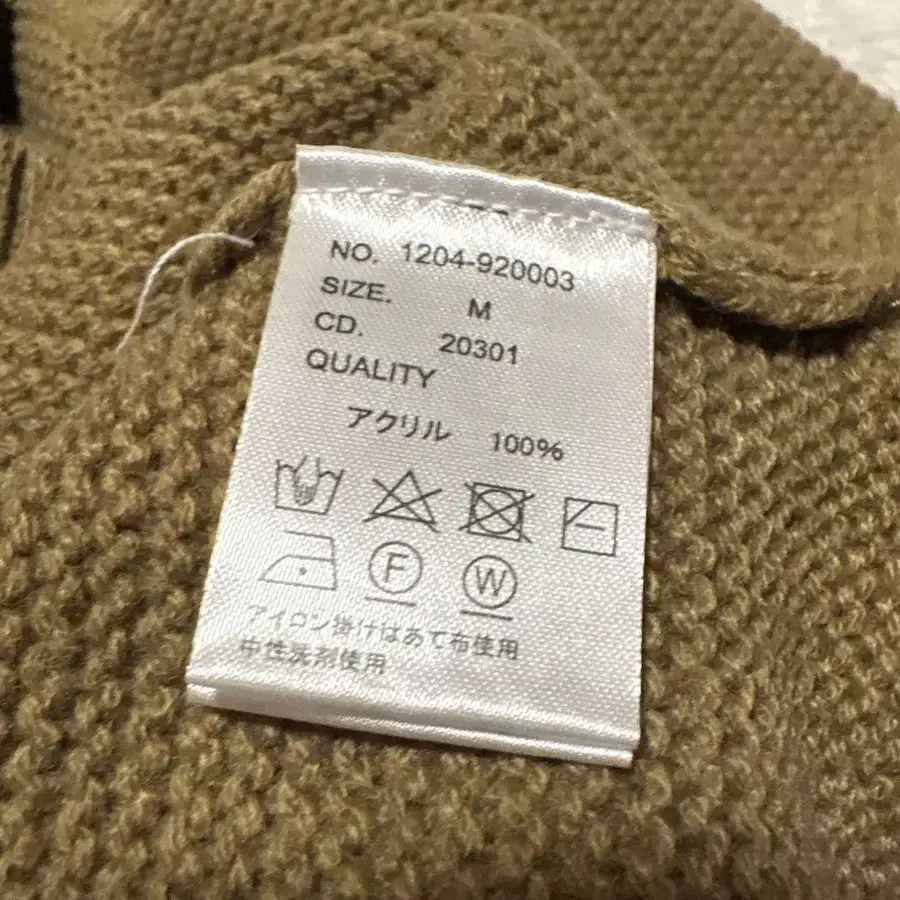 NO. 1204-920003
SIZE. M
CD. 20301
QUALITY
アクリル 100%
F W
アイロン掛けはあて布使用
中性洗剤使用